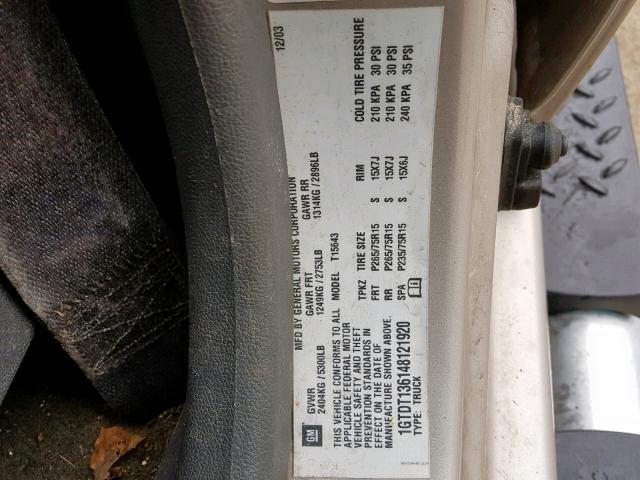 GM
MFD BY GENERAL MOTORS CORPORATION
12/03
GVWR GAWR FRT GAWR RR
2404KG / 5300LB 1249KG / 2753LB 1314KG / 2896LB
THIS VEHICLE CONFORMS TO ALL
APPLICABLE FEDERAL MOTOR
VEHICLE SAFETY AND THEFT
PREVENTION STANDARDS IN
EFFECT ON THE DATE OF
MANUFACTURE SHOWN ABOVE.
1GTDT136148121920
TYPE: TRUCK
MODEL T15643
TPKZ TIRE SIZE RIM COLD TIRE PRESSURE
FRT P265/75R15 S 15X7J 210 KPA 30 PSI
RR P265/75R15 S 15X7J 210 KPA 30 PSI
SPA P235/75R15 S 15X6J 240 KPA 35 PSI